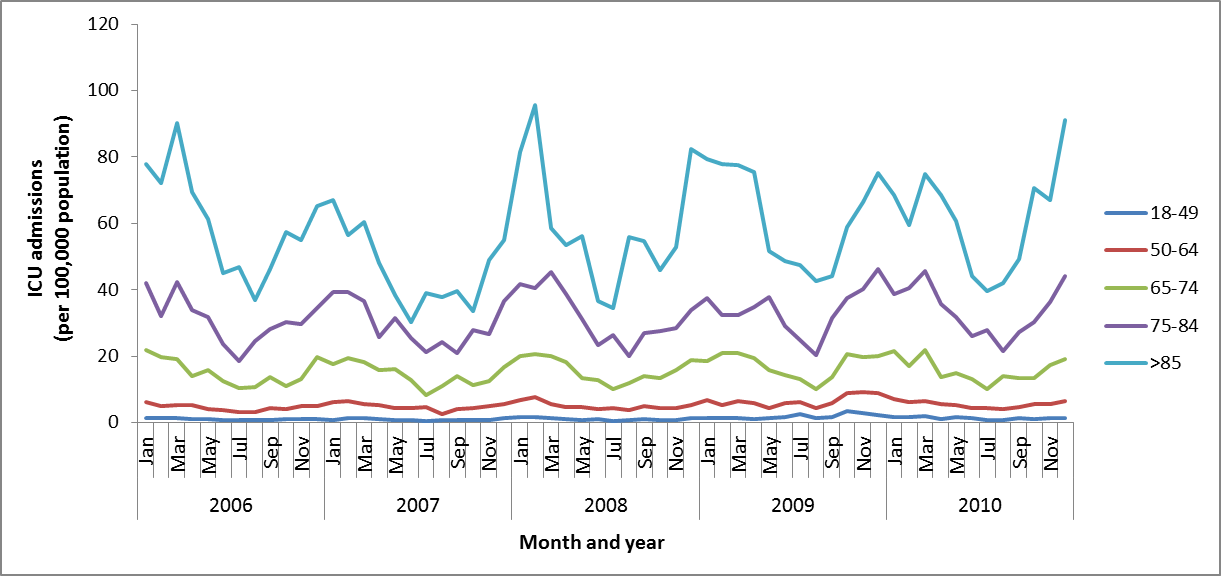 120
100
80
60
40
20
0
ICU admissions
(per 100,000 population)
Jan Mar May Jul Sep Nov Jan Mar May Jul Sep Nov Jan Mar May Jul Sep Nov Jan Mar May Jul Sep Nov Jan Mar May Jul Sep Nov
2006 2007 2008 2009 2010
Month and year
18-49
50-64
65-74
75-84
>85